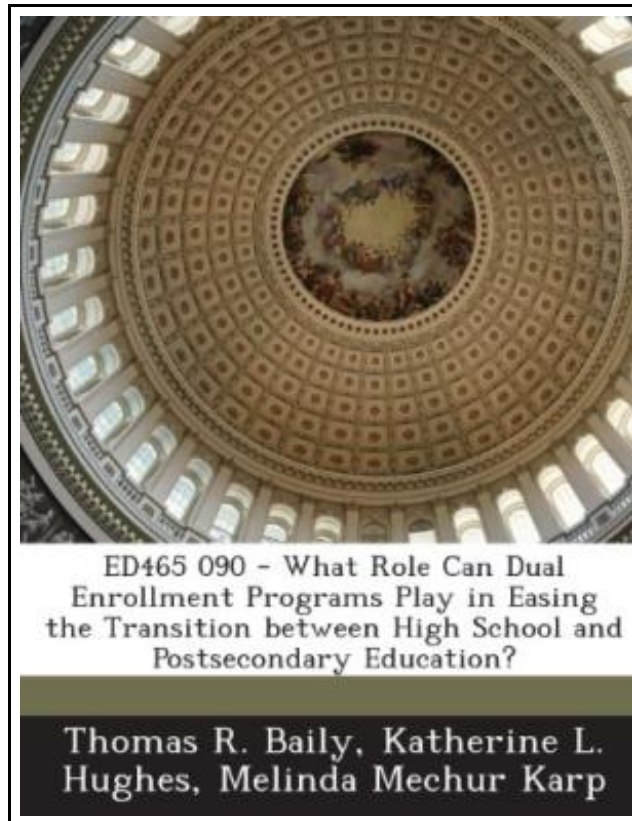 ED465 090 - What Role Can Dual
Enrollment Programs Play in Easing
the Transition between High School and
Postsecondary Education?
Thomas R. Baily, Katherine L.
Hughes, Melinda Mechur Karp